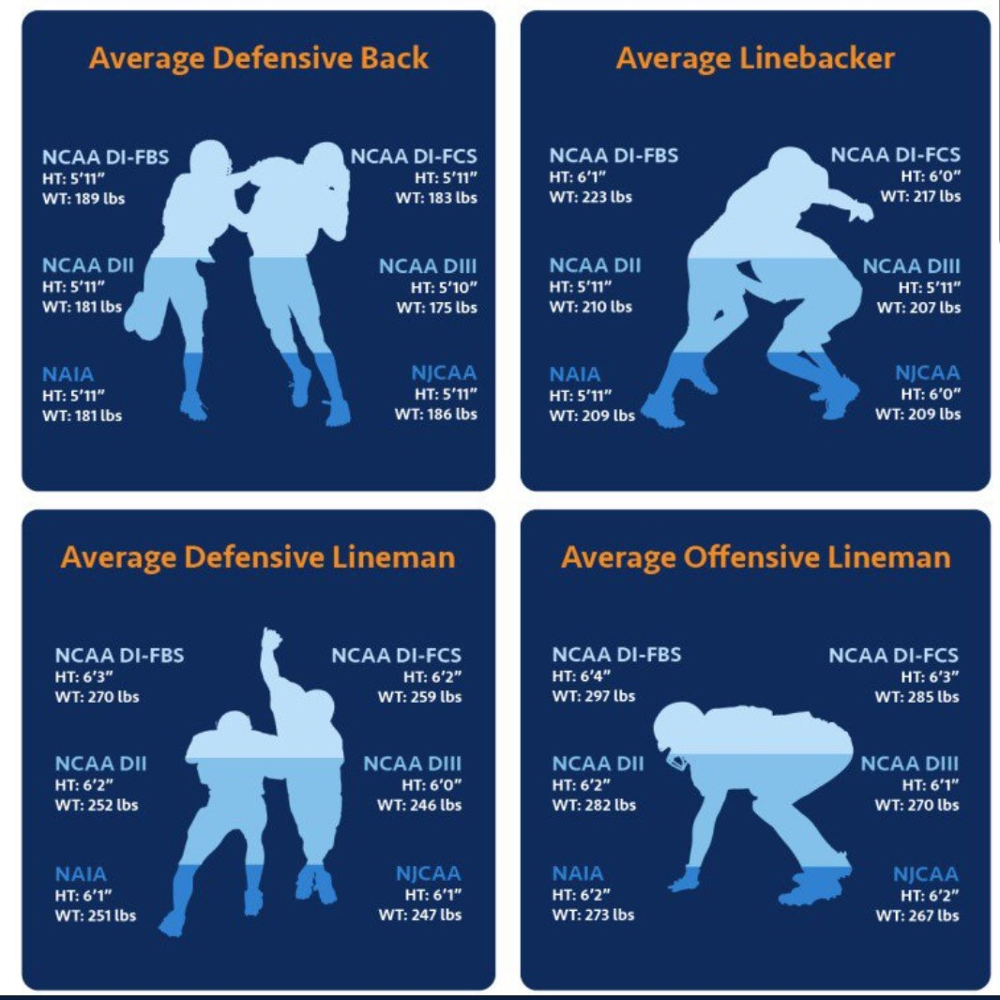 Average Defensive Back
NCAA DI-FBS
HT: 5'11"
WT: 189 lbs
NCAA DI-FCS
HT: 5'11"
WT: 183 lbs
NCAA DII
HT: 5'11"
WT: 181 lbs
NCAA DIII
HT: 5'10"
WT: 175 lbs
NAIA
HT: 5'11"
WT: 181 lbs
NJCAA
HT: 5'11"
WT: 186 lbs
Average Linebacker
NCAA DI-FBS
HT: 6'1"
WT: 223 lbs
NCAA DI-FCS
HT: 6'0"
WT: 217 lbs
NCAA DII
HT: 5'11"
WT: 210 lbs
NCAA DIII
HT: 5'11"
WT: 207 lbs
NAIA
HT: 5'11"
WT: 209 lbs
NJCAA
HT: 6'0"
WT: 209 lbs
Average Defensive Lineman
NCAA DI-FBS
HT: 6'3"
WT: 270 lbs
NCAA DI-FCS
HT: 6'2"
WT: 259 lbs
NCAA DII
HT: 6'2"
WT: 252 lbs
NCAA DIII
HT: 6'0"
WT: 246 lbs
NAIA
HT: 6'1"
WT: 251 lbs
NJCAA
HT: 6'1"
WT: 247 lbs
Average Offensive Lineman
NCAA DI-FBS
HT: 6'4"
WT: 297 lbs
NCAA DI-FCS
HT: 6'3"
WT: 285 lbs
NCAA DII
HT: 6'2"
WT: 282 lbs
NCAA DIII
HT: 6'1"
WT: 270 lbs
NAIA
HT: 6'2"
WT: 273 lbs
NJCAA
HT: 6'2"
WT: 267 lbs